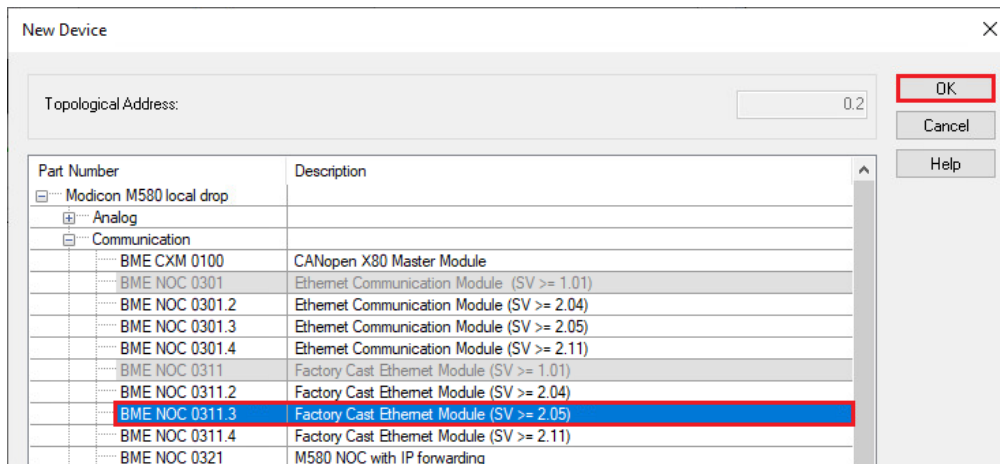 New Device
Topological Address:
0.2
OK
Cancel
Help
Part Number Description
Modicon M580 local drop
Analog
Communication
BME CXM 0100 CANopen X80 Master Module
BME NOC 0301 Ethernet Communication Module (SV >= 1.01)
BME NOC 0301.2 Ethernet Communication Module (SV >= 2.04)
BME NOC 0301.3 Ethernet Communication Module (SV >= 2.05)
BME NOC 0301.4 Ethernet Communication Module (SV >= 2.11)
BME NOC 0311 Factory Cast Ethernet Module (SV >= 1.01)
BME NOC 0311.2 Factory Cast Ethernet Module (SV >= 2.04)
BME NOC 0311.3 Factory Cast Ethernet Module (SV >= 2.05)
BME NOC 0311.4 Factory Cast Ethernet Module (SV >= 2.11)
BME NOC 0321 M580 NOC with IP forwarding